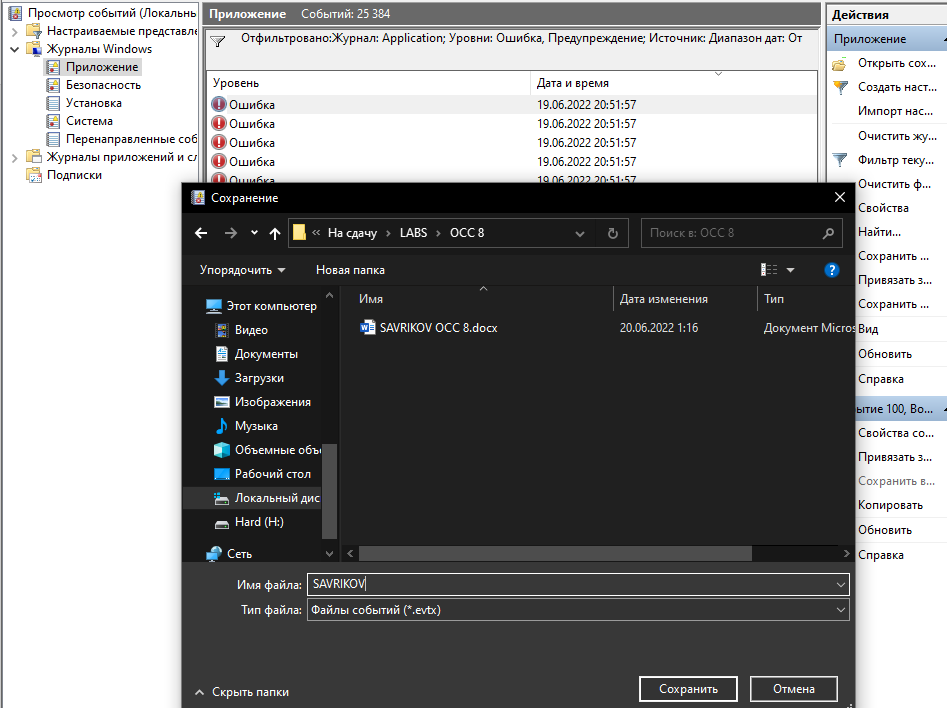 Просмотр событий (Локальнь
Настраиваемые представле
Журналы Windows
Приложение
Безопасность
Установка
Система
Перенаправленные соб
Журналы приложений и сл
Подписки
Приложение Событий: 25 384
Отфильтровано:Журнал: Application; Уровни: Ошибка, Предупреждение; Источник: Диапазон дат: От
Уровень Дата и время
Ошибка 19.06.2022 20:51:57
Ошибка 19.06.2022 20:51:57
Ошибка 19.06.2022 20:51:57
Ошибка 19.06.2022 20:51:57
Ошибка 19.06.2022 20:51:57
Действия
Приложение
Открыть сох...
Создать наст...
Импорт нас...
Очистить жу...
Фильтр теку...
Очистить ф...
Свойства
Найти...
Сохранить ...
Привязать з...
Сохранить ...
Вид
Обновить
Справка
ытие 100, Bo...
Свойства со...
Привязать з...
Сохранить в...
Копировать
Обновить
Справка
Сохранение
« На сдачу › LABS › ОСС 8
Поиск в: ОСС 8
Упорядочить Новая папка
?
Этот компьютер
Видео
Документы
Загрузки
Изображения
Музыка
Объемные объ
Рабочий стол
Локальный дис
Hard (H:)
Сеть
Имя Дата изменения Тип
SAVRIKOV ОСС 8.docx 20.06.2022 1:16 Документ Micros
Имя файла: SAVRIKOV
Тип файла: Файлы событий (*.evtx)
Скрыть папки
Сохранить Отмена